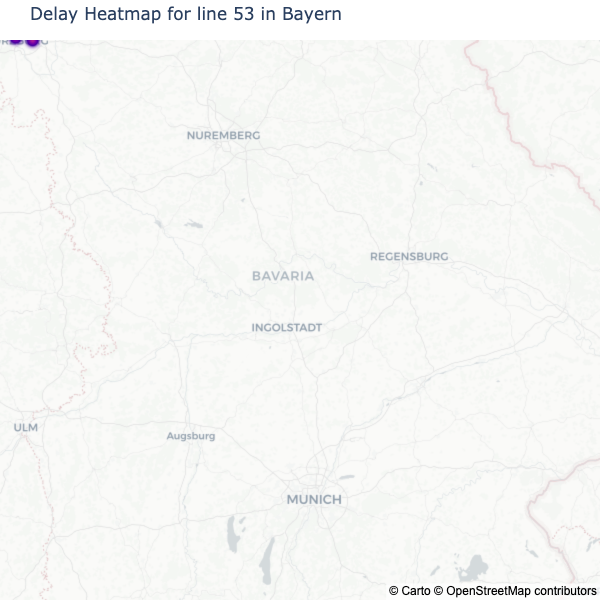 Delay Heatmap for line 53 in Bayern
NUREMBERG
REGENSBURG
BAVARIA
INGOLSTADT
ULM
Augsburg
MUNICH
© Carto © OpenStreetMap contributors